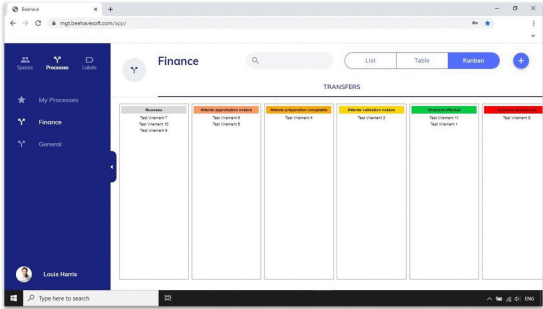 Beehave
mgt.beehavesoft.com/app/
Spaces Processes Labels
Finance
List Table Kanban
TRANSFERS
My Processes
Finance
General
Nouveau
Test Virement 7
Test Virement 10
Test Virement 9
Attente approbation notaire
Test Virement 6
Test Virement 5
Attente préparation comptable
Test Virement 4
Attente validation notaire
Test Virement 3
Virement effectué
Test Virement 11
Test Virement 1
Test Virement 8
Louis Harris
Type here to search
ENG